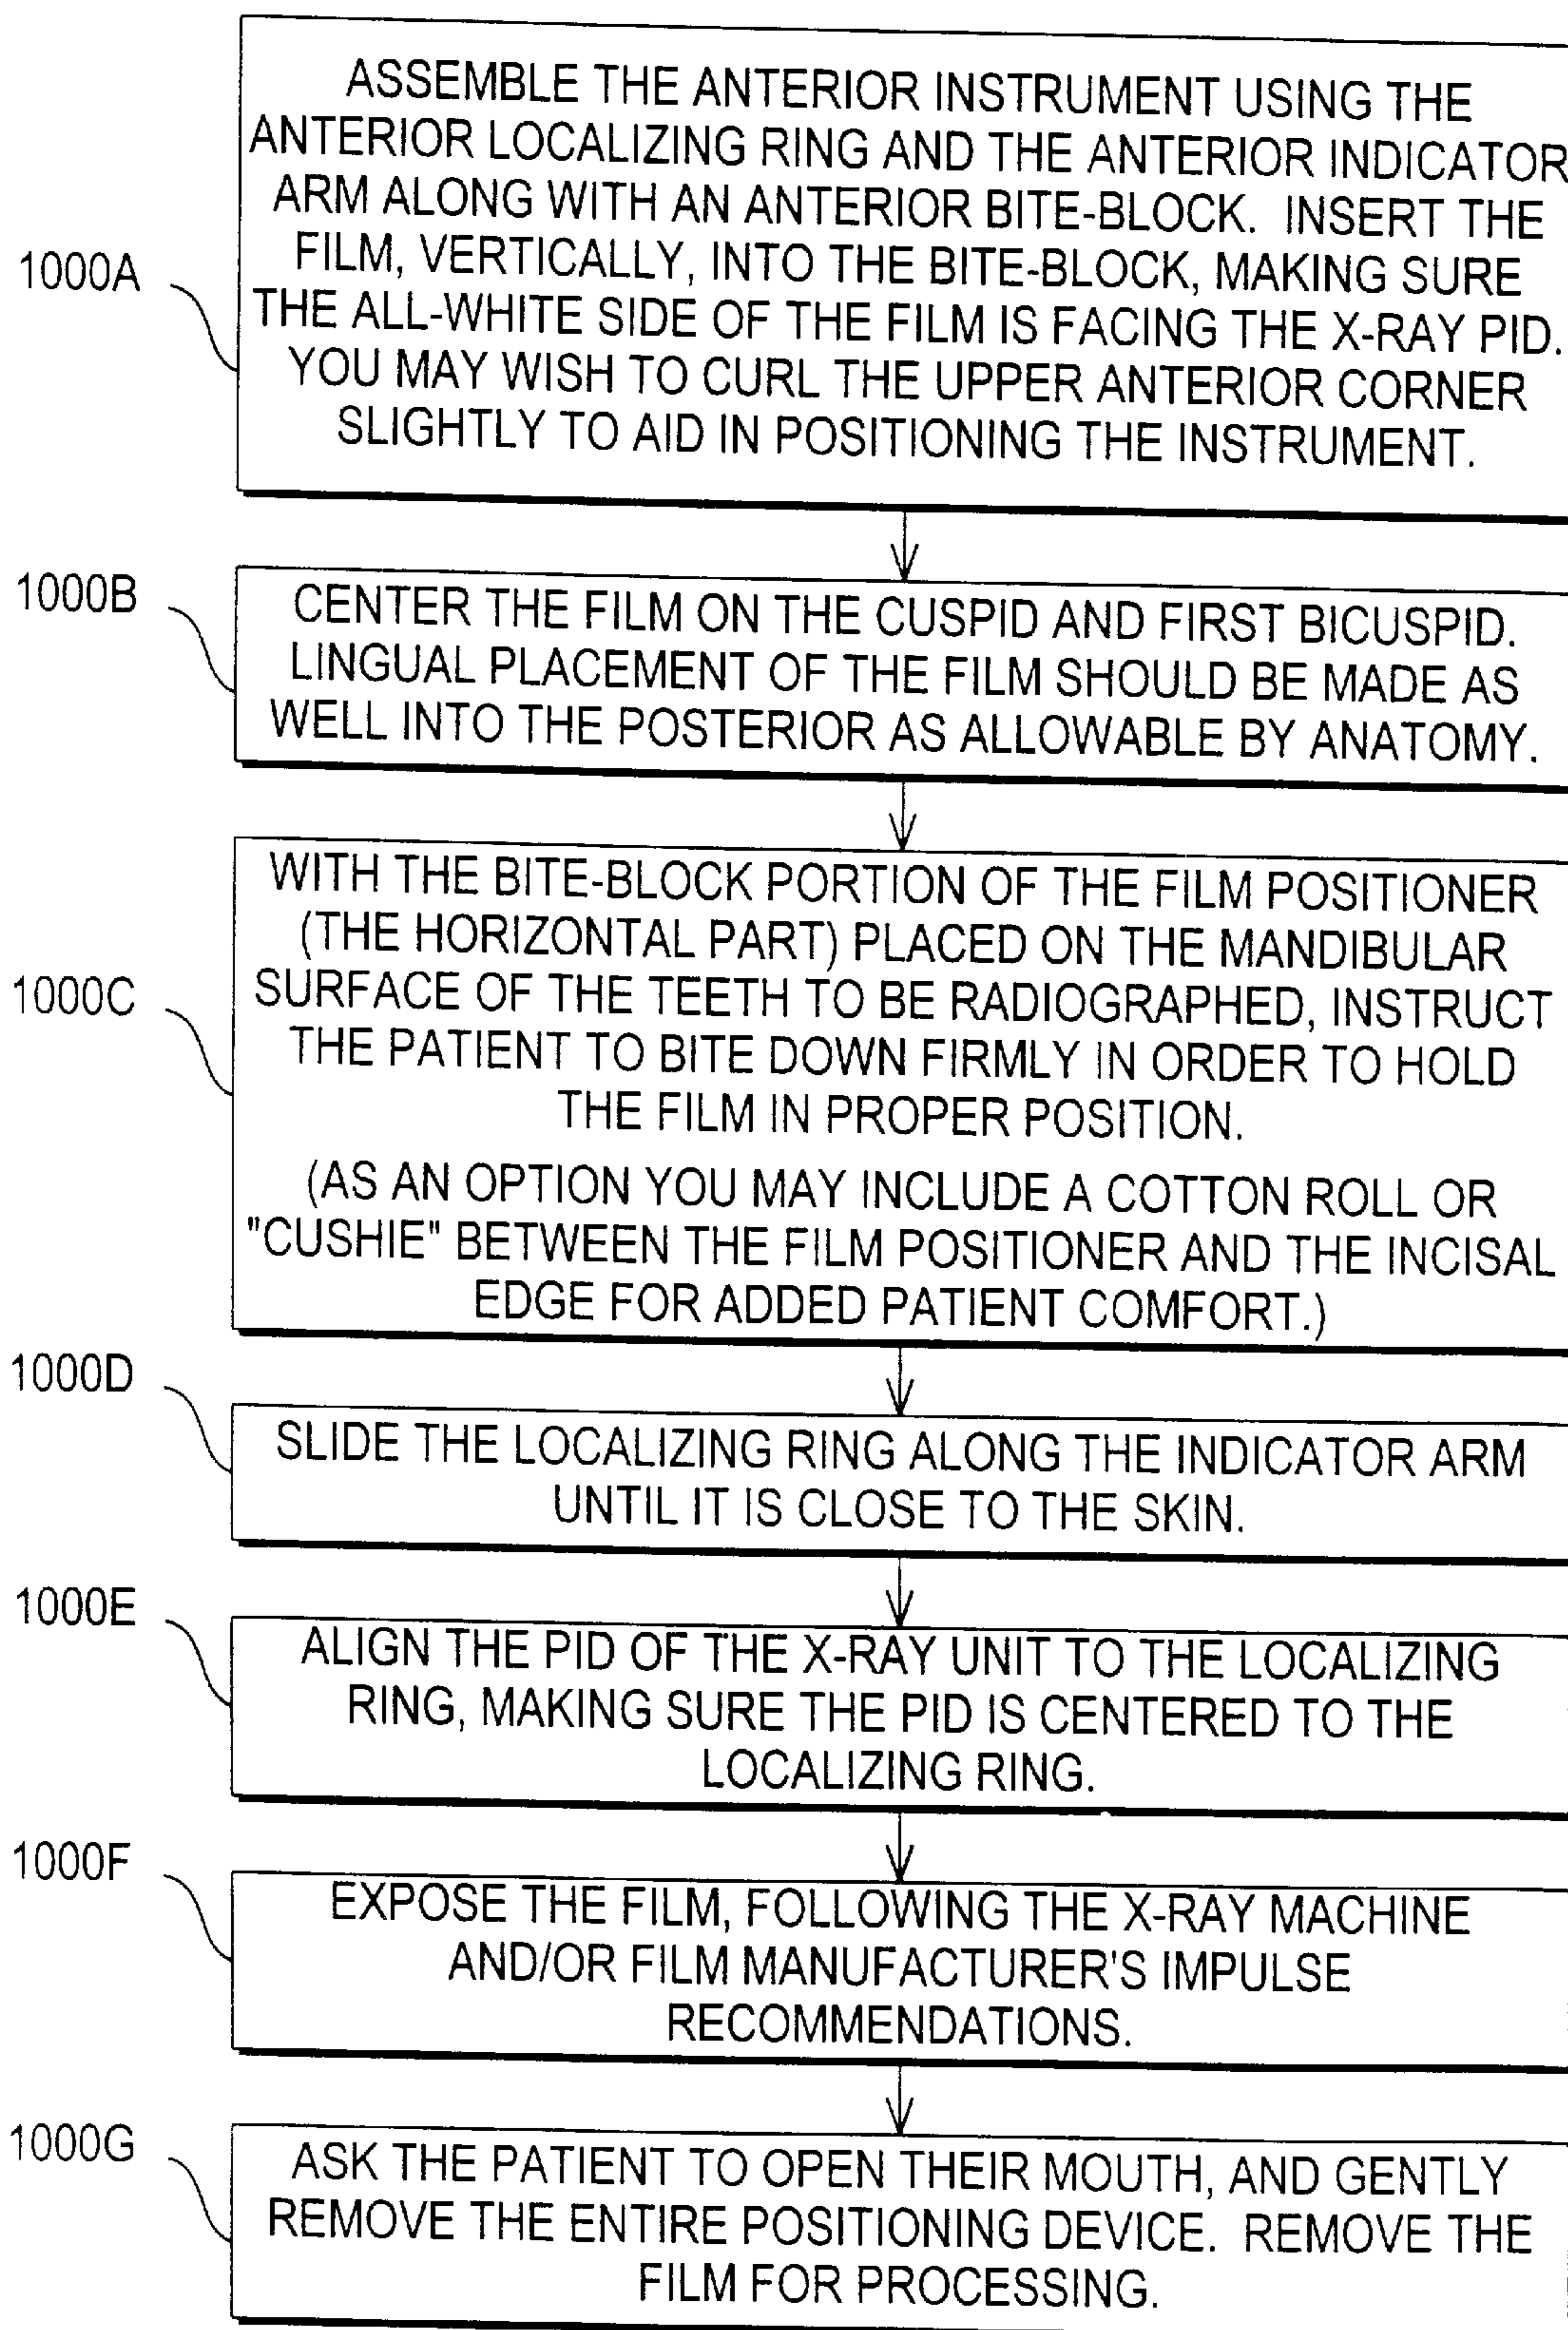 ASSEMBLE THE ANTERIOR INSTRUMENT USING THE
ANTERIOR LOCALIZING RING AND THE ANTERIOR INDICATOR
ARM ALONG WITH AN ANTERIOR BITE-BLOCK. INSERT THE
FILM, VERTICALLY, INTO THE BITE-BLOCK, MAKING SURE
THE ALL-WHITE SIDE OF THE FILM IS FACING THE X-RAY PID.
YOU MAY WISH TO CURL THE UPPER ANTERIOR CORNER
SLIGHTLY TO AID IN POSITIONING THE INSTRUMENT.
1000A
1000B
CENTER THE FILM ON THE CUSPID AND FIRST BICUSPID.
LINGUAL PLACEMENT OF THE FILM SHOULD BE MADE AS
WELL INTO THE POSTERIOR AS ALLOWABLE BY ANATOMY.
1000C
WITH THE BITE-BLOCK PORTION OF THE FILM POSITIONER
(THE HORIZONTAL PART) PLACED ON THE MANDIBULAR
SURFACE OF THE TEETH TO BE RADIOGRAPHED, INSTRUCT
THE PATIENT TO BITE DOWN FIRMLY IN ORDER TO HOLD
THE FILM IN PROPER POSITION.
(AS AN OPTION YOU MAY INCLUDE A COTTON ROLL OR
"CUSHIE" BETWEEN THE FILM POSITIONER AND THE INCISAL
EDGE FOR ADDED PATIENT COMFORT.)
1000D
SLIDE THE LOCALIZING RING ALONG THE INDICATOR ARM
UNTIL IT IS CLOSE TO THE SKIN.
1000E
ALIGN THE PID OF THE X-RAY UNIT TO THE LOCALIZING
RING, MAKING SURE THE PID IS CENTERED TO THE
LOCALIZING RING.
1000F
EXPOSE THE FILM, FOLLOWING THE X-RAY MACHINE
AND/OR FILM MANUFACTURER'S IMPULSE
RECOMMENDATIONS.
1000G
ASK THE PATIENT TO OPEN THEIR MOUTH, AND GENTLY
REMOVE THE ENTIRE POSITIONING DEVICE. REMOVE THE
FILM FOR PROCESSING.